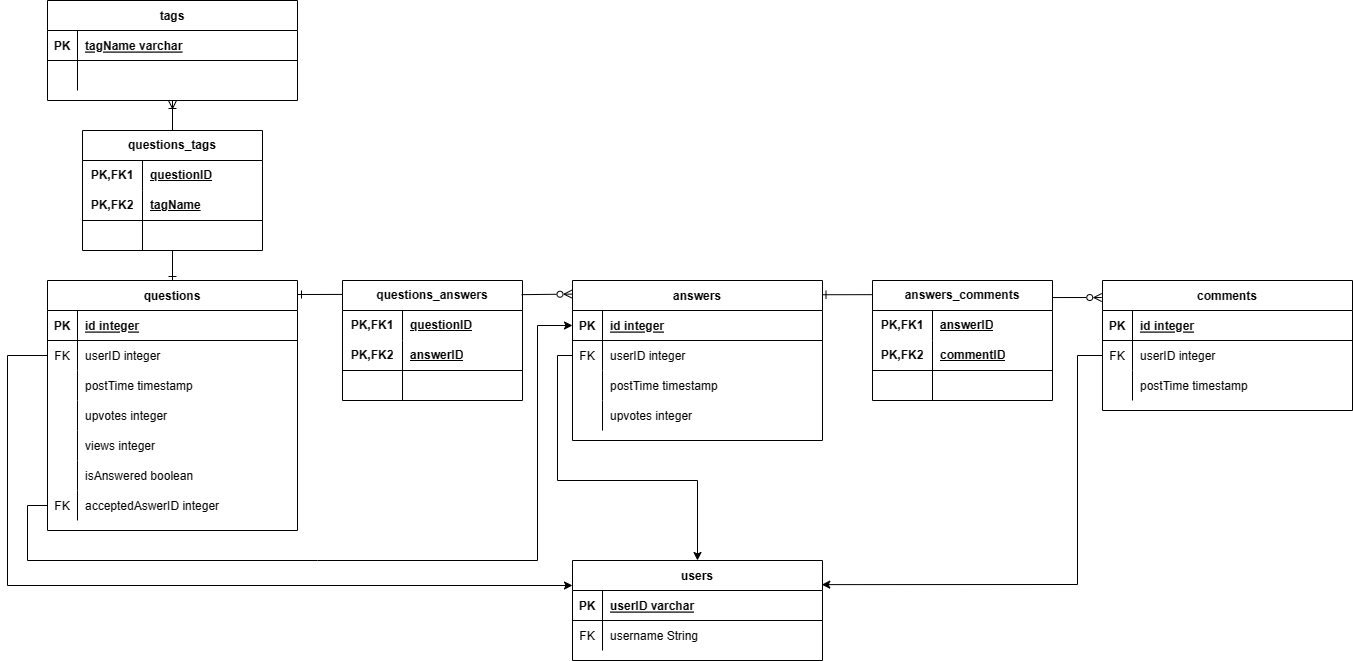 tags
PK tagName varchar
questions_tags
PK,FK1 questionID
PK,FK2 tagName
questions
PK id integer
FK userID integer
postTime timestamp
upvotes integer
views integer
isAnswered boolean
FK acceptedAswerID integer
questions_answers
PK,FK1 questionID
PK,FK2 answerID
answers
PK id integer
FK userID integer
postTime timestamp
upvotes integer
answers_comments
PK,FK1 answerID
PK,FK2 commentID
comments
PK id integer
FK userID integer
postTime timestamp
users
PK userID varchar
FK username String